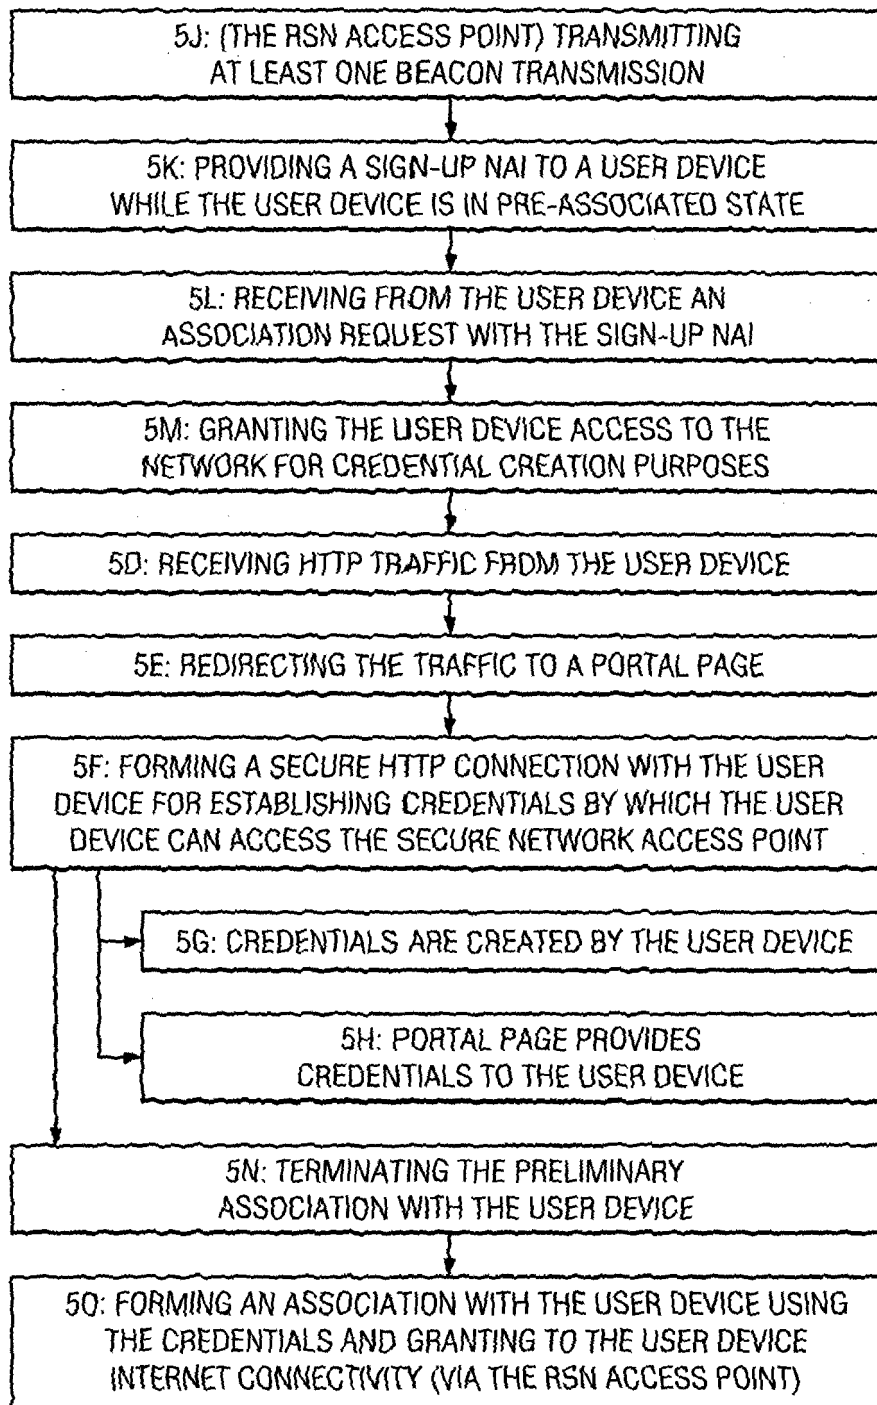 5J: (THE RSN ACCESS POINT) TRANSMITTING
AT LEAST ONE BEACON TRANSMISSION
5K: PROVIDING A SIGN-UP NAI TO A USER DEVICE
WHILE THE USER DEVICE IS IN PRE-ASSOCIATED STATE
5L: RECEIVING FROM THE USER DEVICE AN
ASSOCIATION REQUEST WITH THE SIGN-UP NAI
5M: GRANTING THE USER DEVICE ACCESS TO THE
NETWORK FOR CREDENTIAL CREATION PURPOSES
5D: RECEIVING HTTP TRAFFIC FROM THE USER DEVICE
5E: REDIRECTING THE TRAFFIC TO A PORTAL PAGE
5F: FORMING A SECURE HTTP CONNECTION WITH THE USER
DEVICE FOR ESTABLISHING CREDENTIALS BY WHICH THE USER
DEVICE CAN ACCESS THE SECURE NETWORK ACCESS POINT
5G: CREDENTIALS ARE CREATED BY THE USER DEVICE
5H: PORTAL PAGE PROVIDES
CREDENTIALS TO THE USER DEVICE
5N: TERMINATING THE PRELIMINARY
ASSOCIATION WITH THE USER DEVICE
5O: FORMING AN ASSOCIATION WITH THE USER DEVICE USING
THE CREDENTIALS AND GRANTING TO THE USER DEVICE
INTERNET CONNECTIVITY (VIA THE RSN ACCESS POINT)